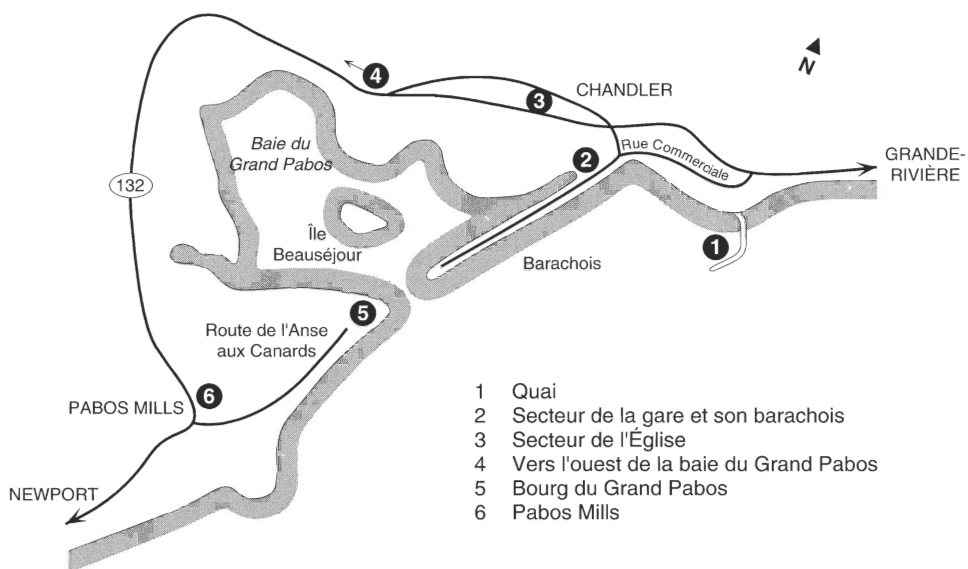 4
3
CHANDLER
N
Baie du
Grand Pabos
2
Rue Commerciale
GRANDE-
RIVIÈRE
132
Île
Beauséjour
1
Barachois
5
Route de l'Anse
aux Canards
6
PABOS MILLS
NEWPORT
1 Quai
2 Secteur de la gare et son barachois
3 Secteur de l'Église
4 Vers l'ouest de la baie du Grand Pabos
5 Bourg du Grand Pabos
6 Pabos Mills